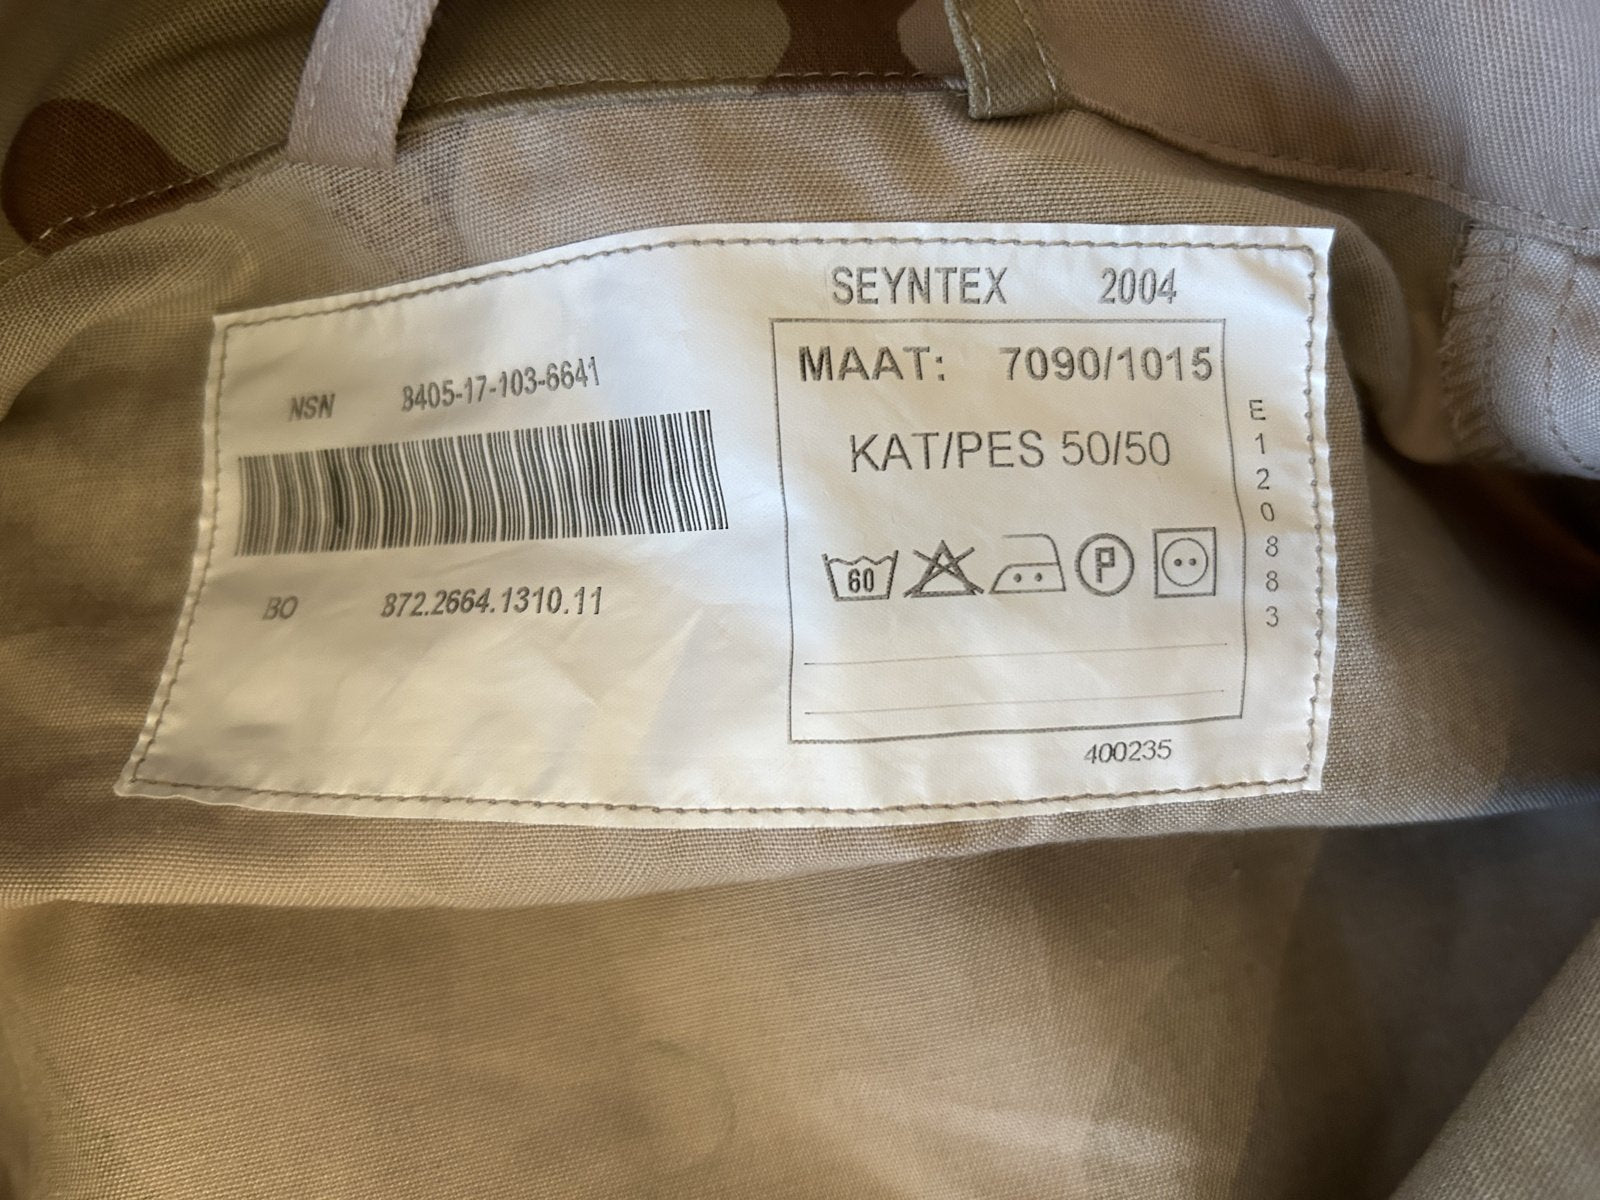 NSN 8405-17-103-6641
BO 872.2664.1310.11
SEYNTEX 2004
MAAT: 7090/1015
KAT/PES 50/50
60 P
E120883
400235